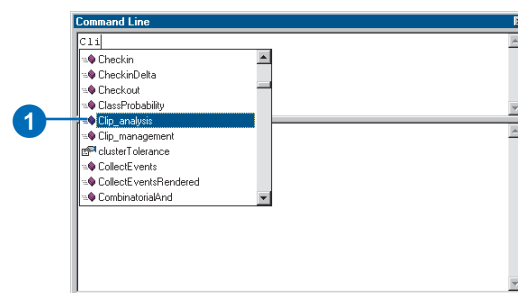 Command Line
Cli
Checkin
CheckinDelta
Checkout
ClassProbability
1
Clip_analysis
Clip_management
clusterTolerance
CollectEvents
CollectEventsRendered
CombinatorialAnd